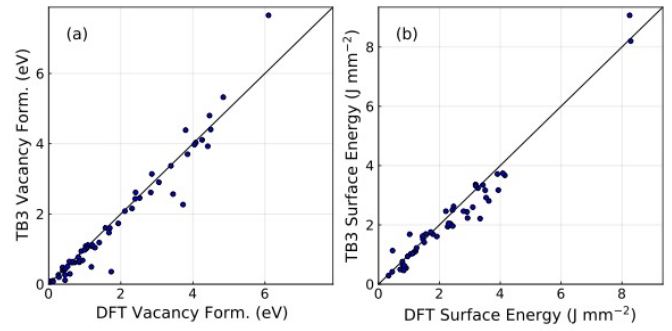 (a)
TB3 Vacancy Form. (eV)
6
4
2
0
0 2 4 6
DFT Vacancy Form. (eV)
(b)
TB3 Surface Energy (J mm⁻²)
8
6
4
2
0
0 2 4 6 8
DFT Surface Energy (J mm⁻²)